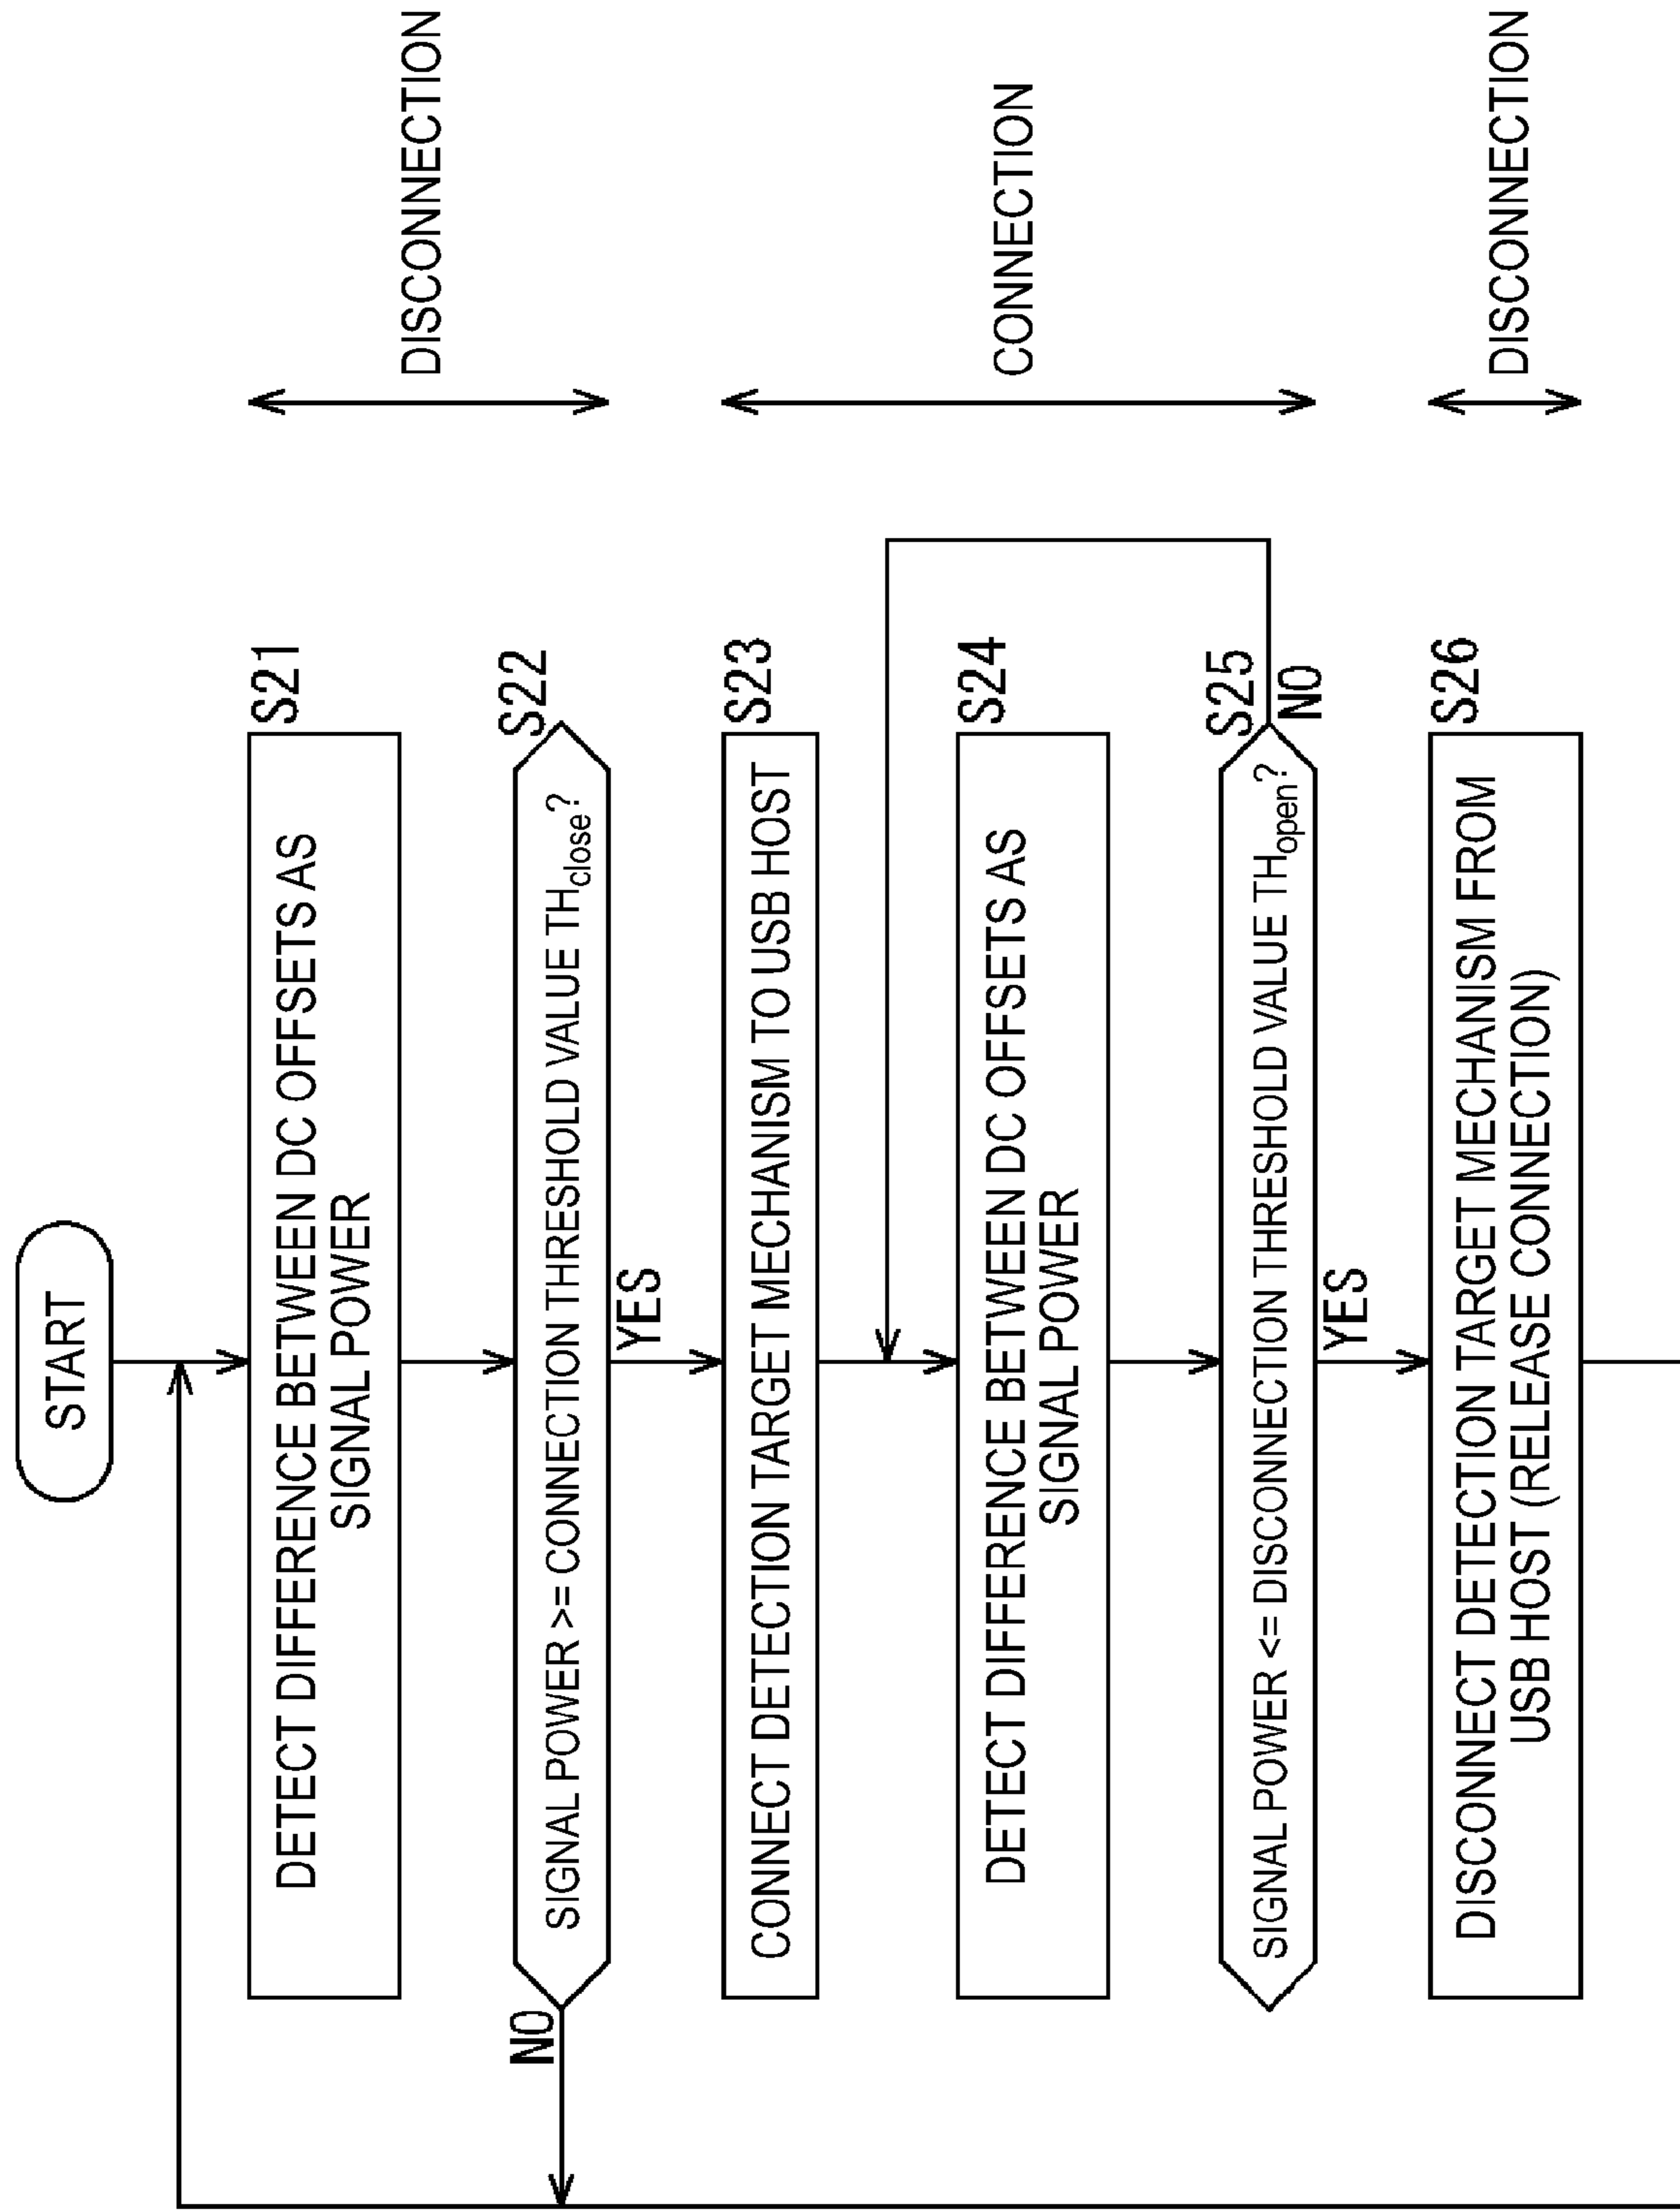 START
DETECT DIFFERENCE BETWEEN DC OFFSETS AS
SIGNAL POWER
S21
DISCONNECTION
SIGNAL POWER >= CONNECTION THRESHOLD VALUE THclose?
S22
NO
YES
CONNECT DETECTION TARGET MECHANISM TO USB HOST
S23
CONNECTION
DETECT DIFFERENCE BETWEEN DC OFFSETS AS
SIGNAL POWER
S24
SIGNAL POWER <= DISCONNECTION THRESHOLD VALUE THopen?
S25
NO
YES
DISCONNECT DETECTION TARGET MECHANISM FROM
USB HOST (RELEASE CONNECTION)
S26
DISCONNECTION